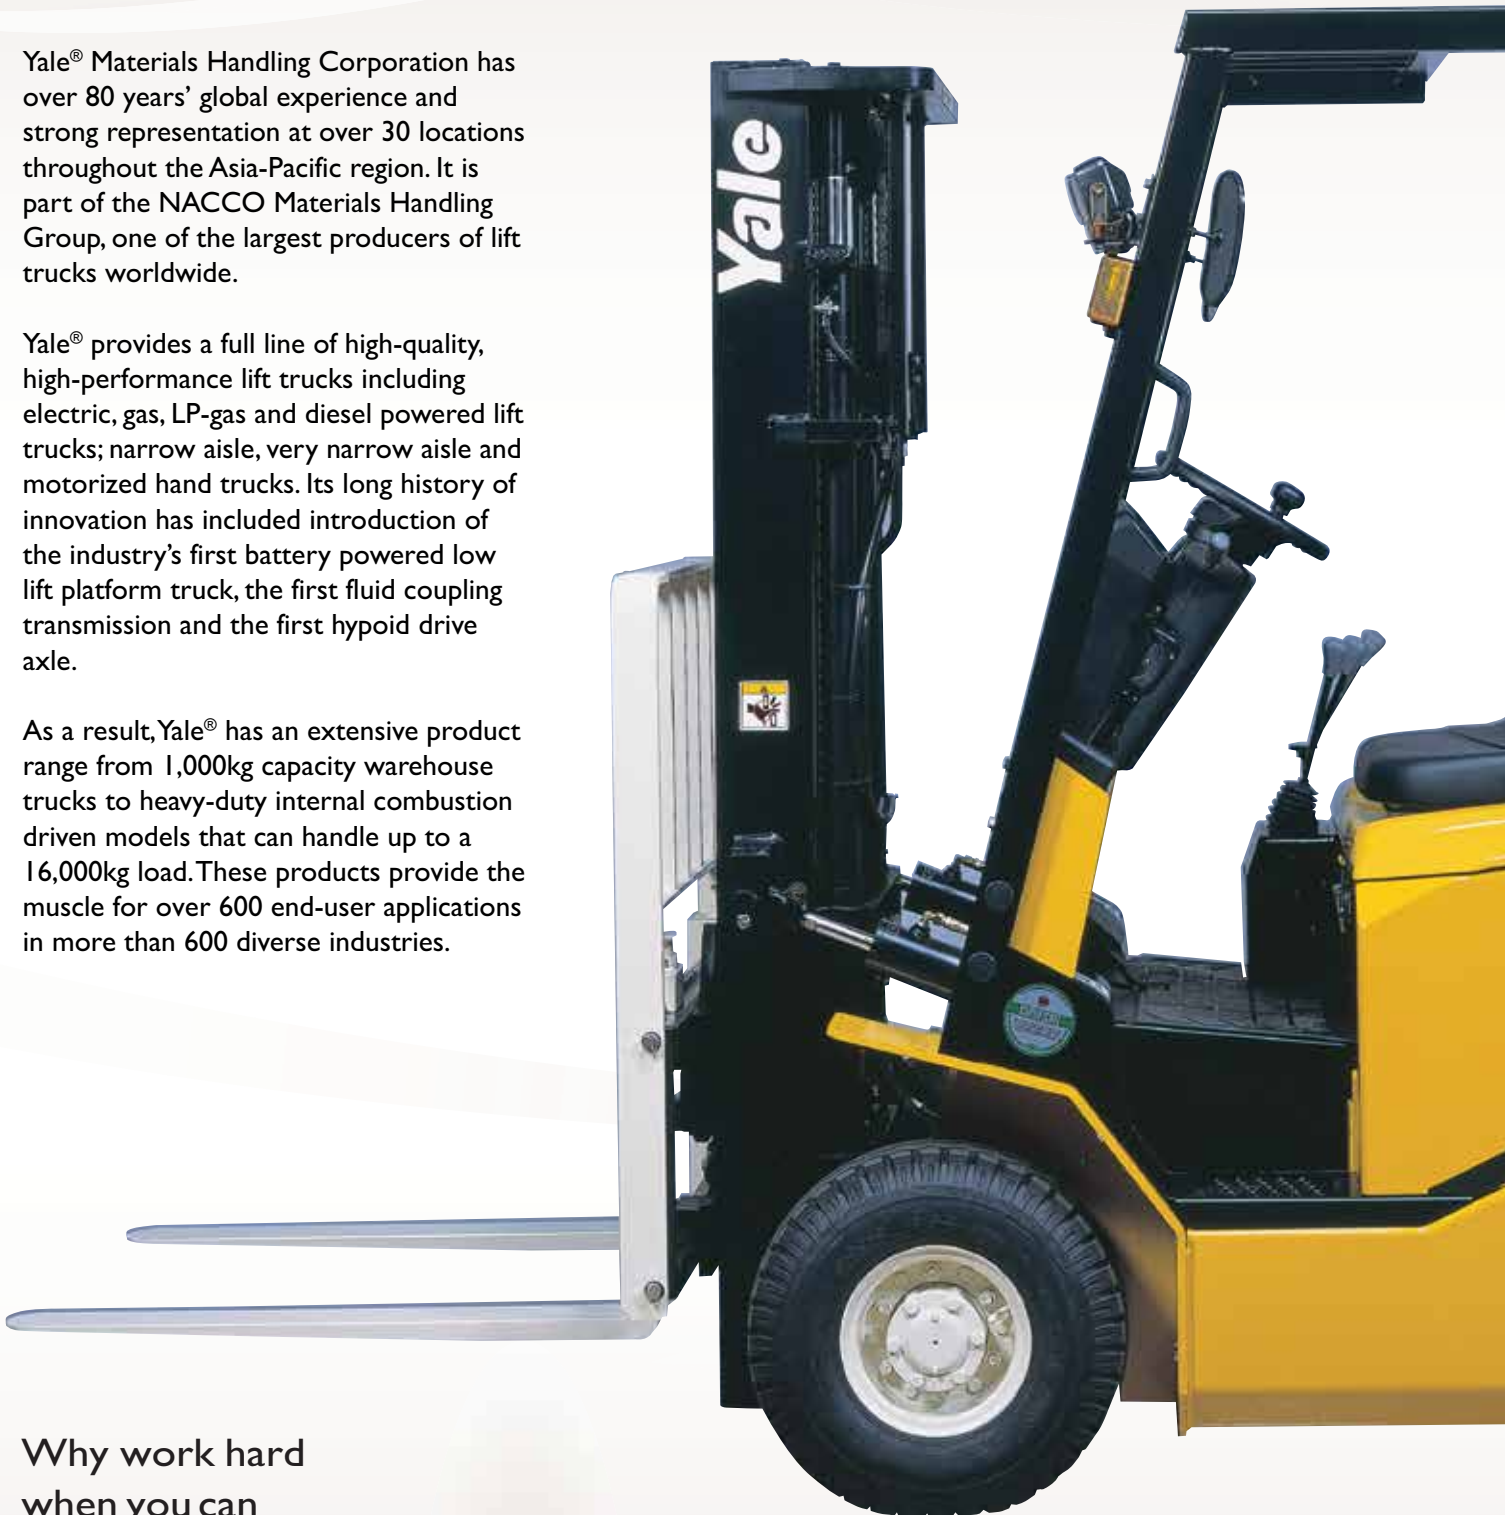 Yale® Materials Handling Corporation has
over 80 years’ global experience and
strong representation at over 30 locations
throughout the Asia-Pacific region. It is
part of the NACCO Materials Handling
Group, one of the largest producers of lift
trucks worldwide.
Yale® provides a full line of high-quality,
high-performance lift trucks including
electric, gas, LP-gas and diesel powered lift
trucks; narrow aisle, very narrow aisle and
motorized hand trucks. Its long history of
innovation has included introduction of
the industry’s first battery powered low
lift platform truck, the first fluid coupling
transmission and the first hypoid drive
axle.
As a result, Yale® has an extensive product
range from 1,000kg capacity warehouse
trucks to heavy-duty internal combustion
driven models that can handle up to a
16,000kg load. These products provide the
muscle for over 600 end-user applications
in more than 600 diverse industries.
Why work hard
when you can
Yale